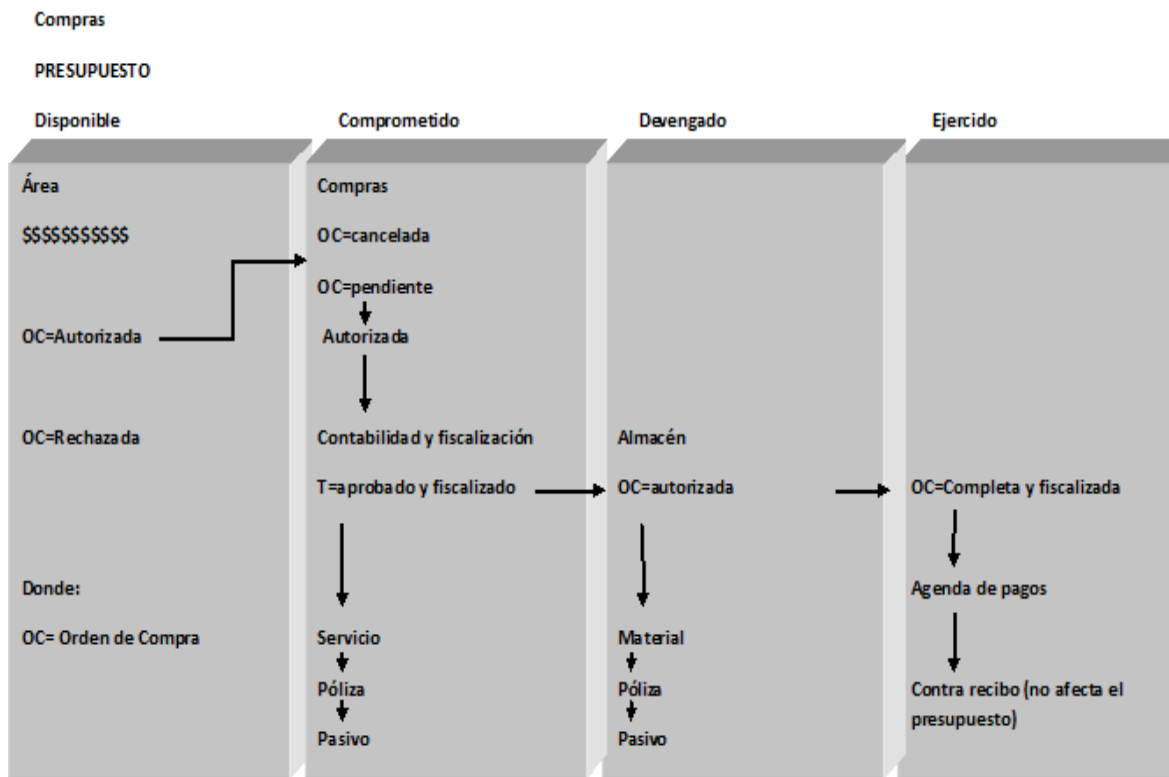 Compras
PRESUPUESTO
Disponible
Comprometido
Devengado
Ejercido
Área
$$$$$$$$$$$
OC=Autorizada
OC=Rechazada
Donde:
OC= Orden de Compra
Compras
OC=cancelada
OC=pendiente
Autorizada
Contabilidad y fiscalización
T=aprobado y fiscalizado
Servicio
Póliza
Pasivo
Almacén
OC=autorizada
Material
Póliza
Pasivo
OC=Completa y fiscalizada
Agenda de pagos
Contra recibo (no afecta el
presupuesto)